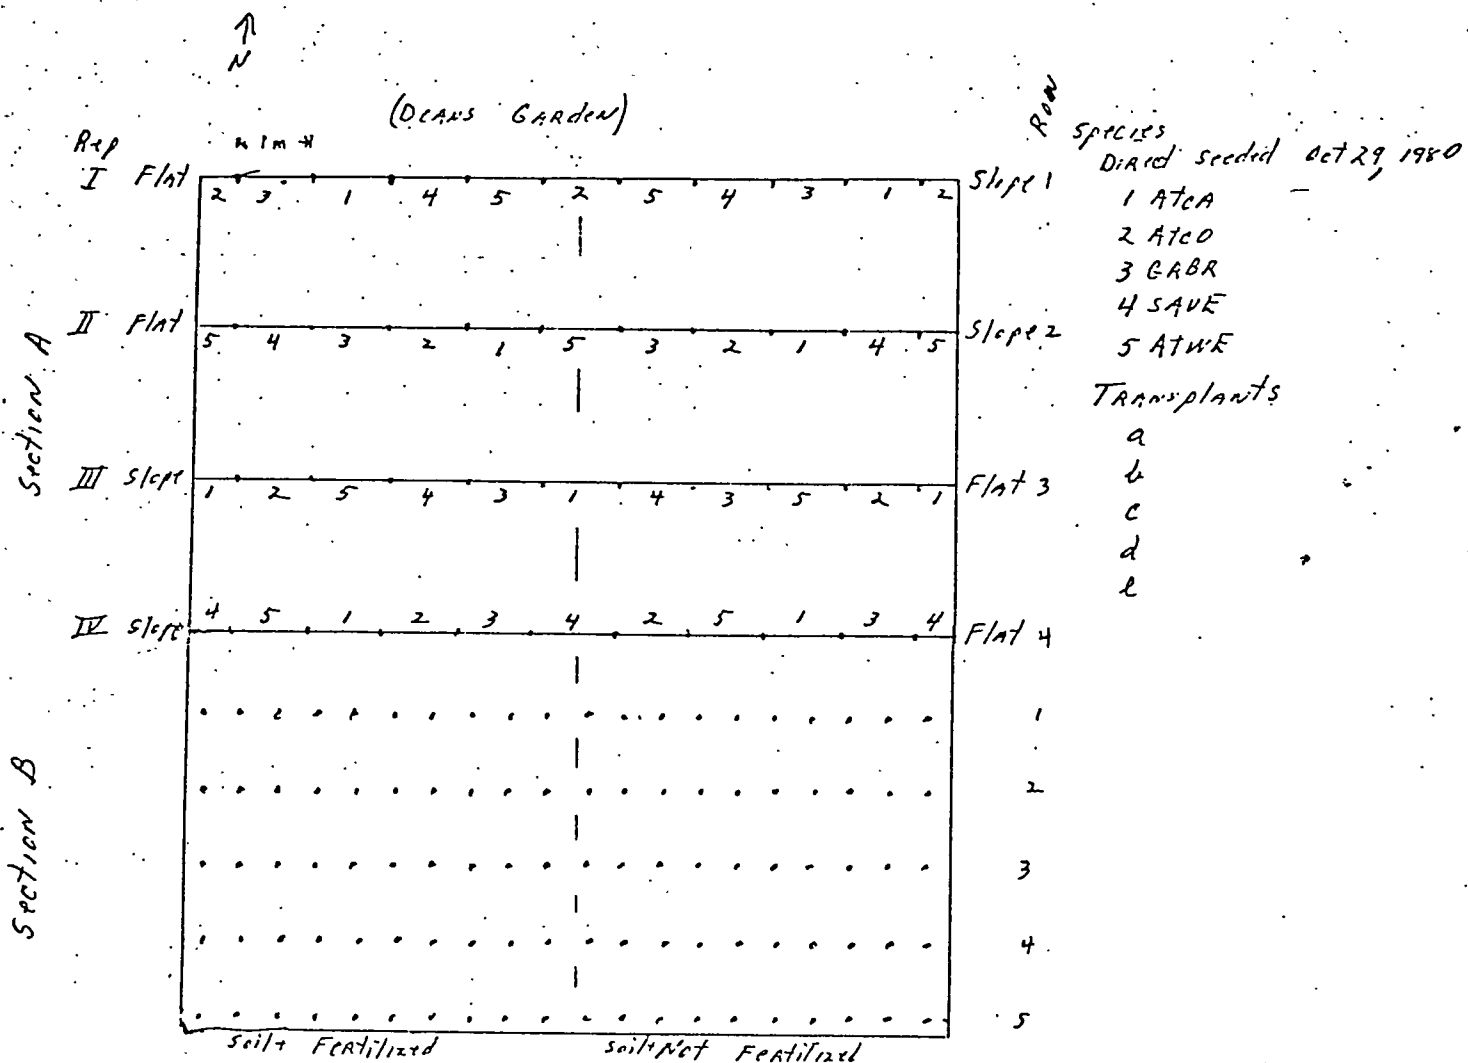 N
(Deans Garden)
Row
Rep
1m
I Flat
2 3 1 4 5 2 5 4 3 1 2
Slope 1
II Flat
5 4 3 2 1 5 3 2 1 4 5
Slope 2
Section A
III Slope
1 2 5 4 3 1 4 3 5 2 1
Flat 3
IV Slope
4 5 1 2 3 4 2 5 1 3 4
Flat 4
Section B
1
2
3
4
5
Soil+ Fertilized
Soil+Not Fertilized
Species
Direct seeded Oct 29, 1980
1 ATCA
2 ATCO
3 GRBR
4 SAVE
5 ATWE
Transplants
a
b
c
d
e